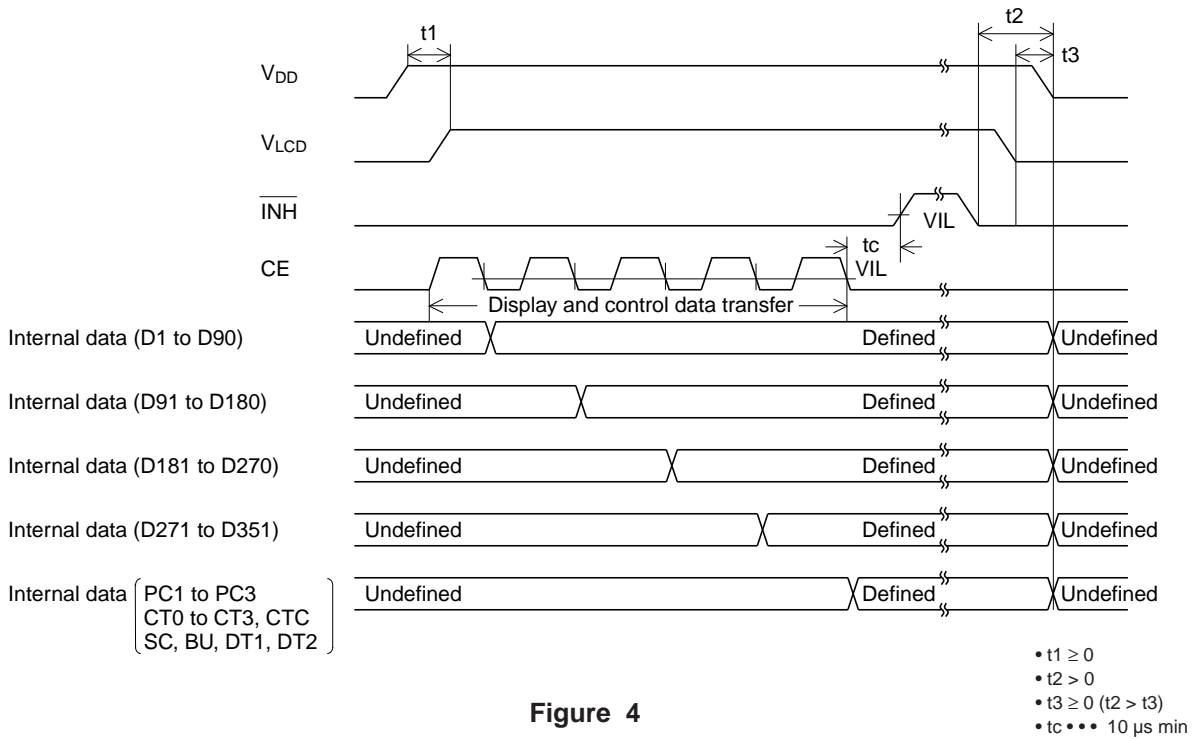 t1
t2
t3
VDD
VLCD
INH
VIL
tc
CE
VIL
Display and control data transfer
Internal data (D1 to D90)
Undefined
Defined
Undefined
Internal data (D91 to D180)
Undefined
Defined
Undefined
Internal data (D181 to D270)
Undefined
Defined
Undefined
Internal data (D271 to D351)
Undefined
Defined
Undefined
Internal data
PC1 to PC3
CT0 to CT3, CTC
SC, BU, DT1, DT2
Undefined
Defined
Undefined
• t1 ≥ 0
• t2 > 0
• t3 ≥ 0 (t2 > t3)
• tc • • • 10 µs min
Figure 4